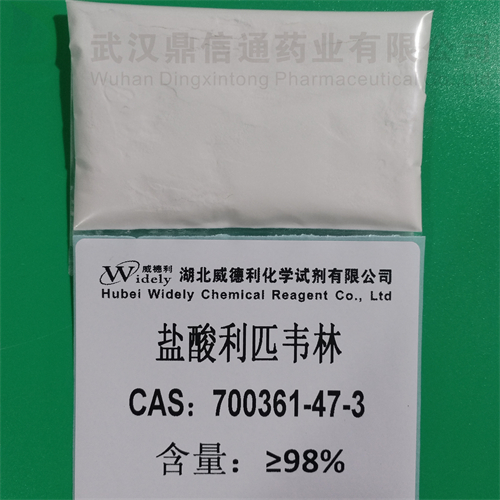 武汉鼎信通药业有限公司
Wuhan Dingxintong Pharmaceutical
威德利
Widely
湖北威德利化学试剂有限公司
Hubei Widely Chemical Reagent Co., Ltd
盐酸利匹韦林
CAS：700361-47-3
含量：≥98%